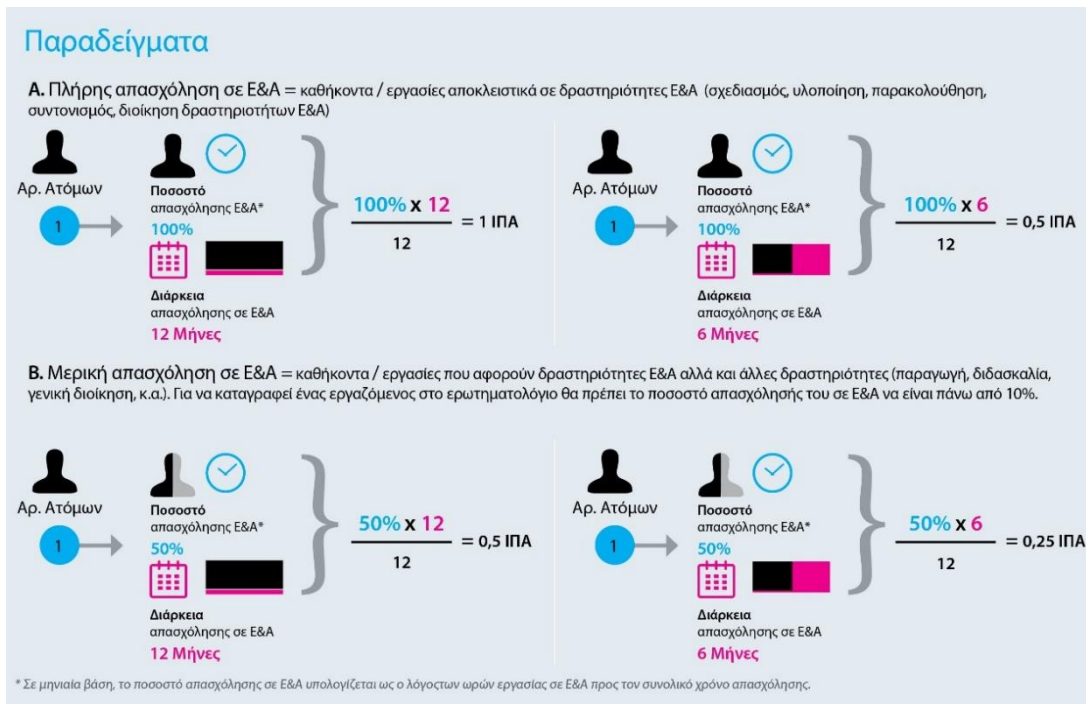 Παραδείγματα
A. Πλήρης απασχόληση σε Ε&Α = καθήκοντα / εργασίες αποκλειστικά σε δραστηριότητες Ε&Α (σχεδιασμός, υλοποίηση, παρακολούθηση,
συντονισμός, διοίκηση δραστηριοτήτων Ε&Α)
Αρ. Ατόμων
1
Ποσοστό
απασχόλησης Ε&Α*
100%
Διάρκεια
απασχόλησης σε Ε&Α
12 Μήνες
100% x 12
12
= 1 ΙΠΑ
Αρ. Ατόμων
1
Ποσοστό
απασχόλησης Ε&Α*
100%
Διάρκεια
απασχόλησης σε Ε&Α
6 Μήνες
100% x 6
12
= 0,5 ΙΠΑ
B. Μερική απασχόληση σε Ε&Α = καθήκοντα / εργασίες που αφορούν δραστηριότητες Ε&Α αλλά και άλλες δραστηριότητες (παραγωγή, διδασκαλία,
γενική διοίκηση, κ.α.). Για να καταγραφεί ένας εργαζόμενος στο ερωτηματολόγιο θα πρέπει το ποσοστό απασχόλησής του σε Ε&Α να είναι πάνω από 10%.
Αρ. Ατόμων
1
Ποσοστό
απασχόλησης Ε&Α*
50%
Διάρκεια
απασχόλησης σε Ε&Α
12 Μήνες
50% x 12
12
= 0,5 ΙΠΑ
Αρ. Ατόμων
1
Ποσοστό
απασχόλησης Ε&Α*
50%
Διάρκεια
απασχόλησης σε Ε&Α
6 Μήνες
50% x 6
12
= 0,25 ΙΠΑ
* Σε μηνιαία βάση, το ποσοστό απασχόλησης σε Ε&Α υπολογίζεται ως ο λόγοςτων ωρών εργασίας σε Ε&Α προς τον συνολικό χρόνο απασχόλησης.